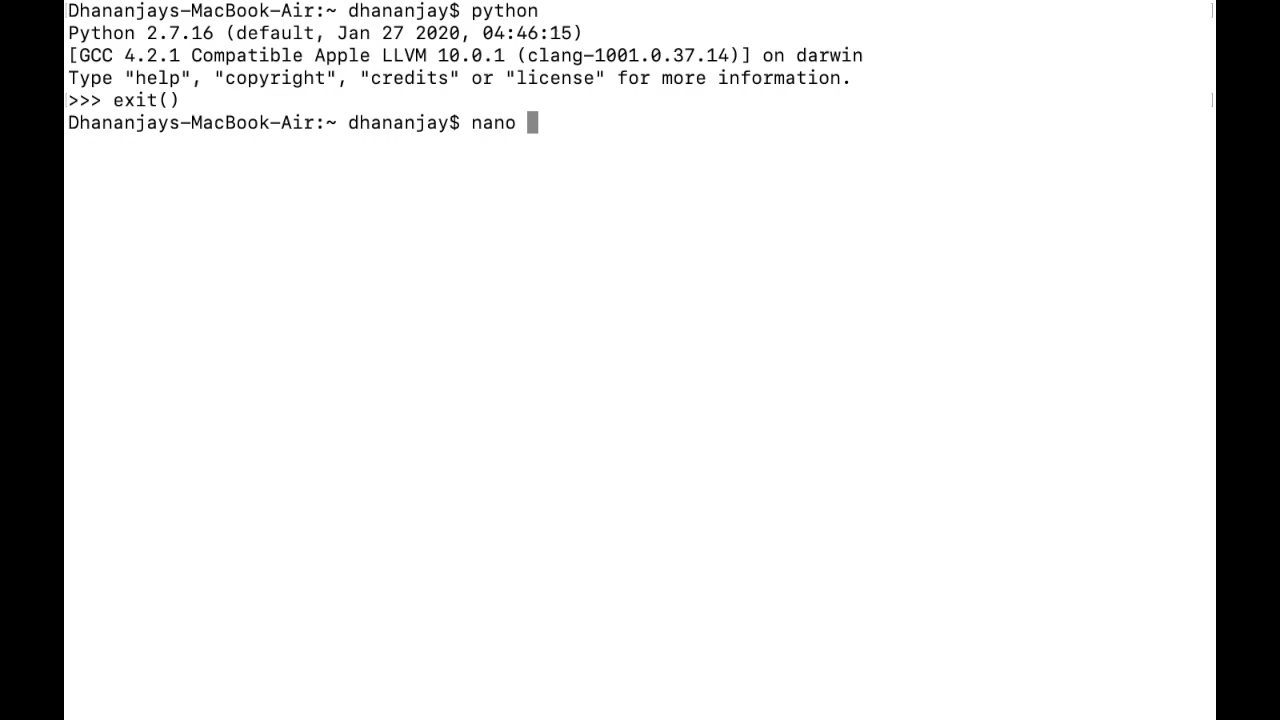 Dhananjays-MacBook-Air:~ dhananjay$ python
Python 2.7.16 (default, Jan 27 2020, 04:46:15)
[GCC 4.2.1 Compatible Apple LLVM 10.0.1 (clang-1001.0.37.14)] on darwin
Type "help", "copyright", "credits" or "license" for more information.
>>> exit()
Dhananjays-MacBook-Air:~ dhananjay$ nano